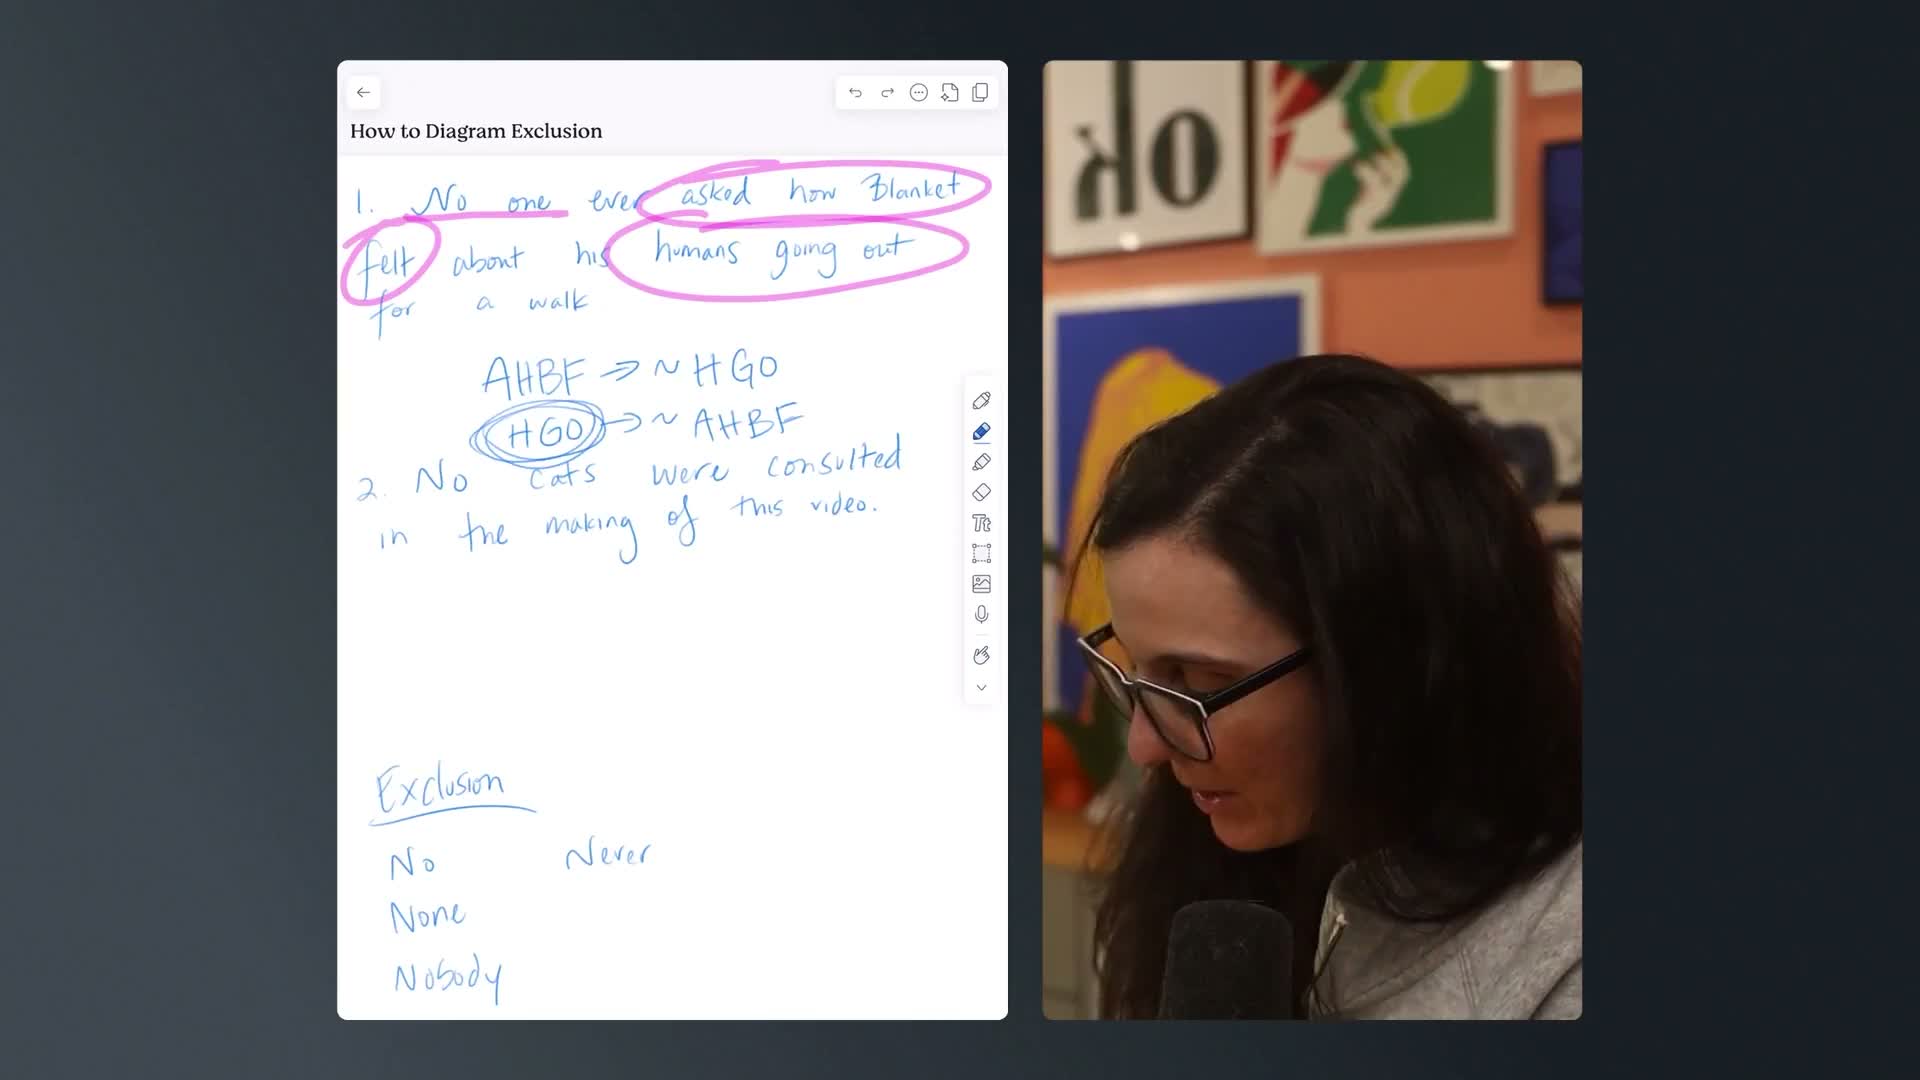 How to Diagram Exclusion
1. No one ever asked how Blanket
felt about his humans going out
for a walk
AHBF → ~ HGO
HGO → ~ AHBF
2. No cats were consulted
in the making of this video.
Exclusion
No Never
None
Nobody
Tt